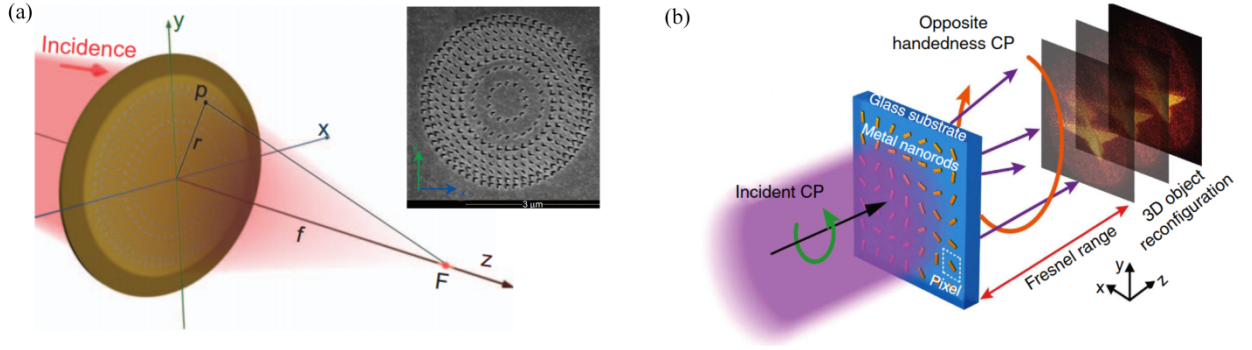 (a)
Incidence
y
p
r
x
f
z
F
3 μm
(b)
Opposite
handedness CP
Glass substrate
Metal nanorods
Incident CP
Pixel
Fresnel range
3D object
reconfiguration
y
x
z